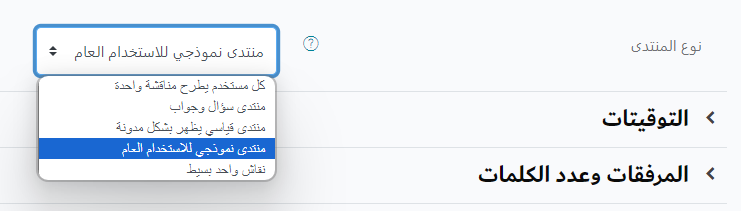 نوع المنتدى
منتدى نموذجي للاستخدام العام
كل مستخدم يطرح مناقشة واحدة
منتدى سؤال وجواب
منتدى قياسي يظهر بشكل مدونة
منتدى نموذجي للاستخدام العام
نقاش واحد بسيط
التوقيتات
المرفقات وعدد الكلمات